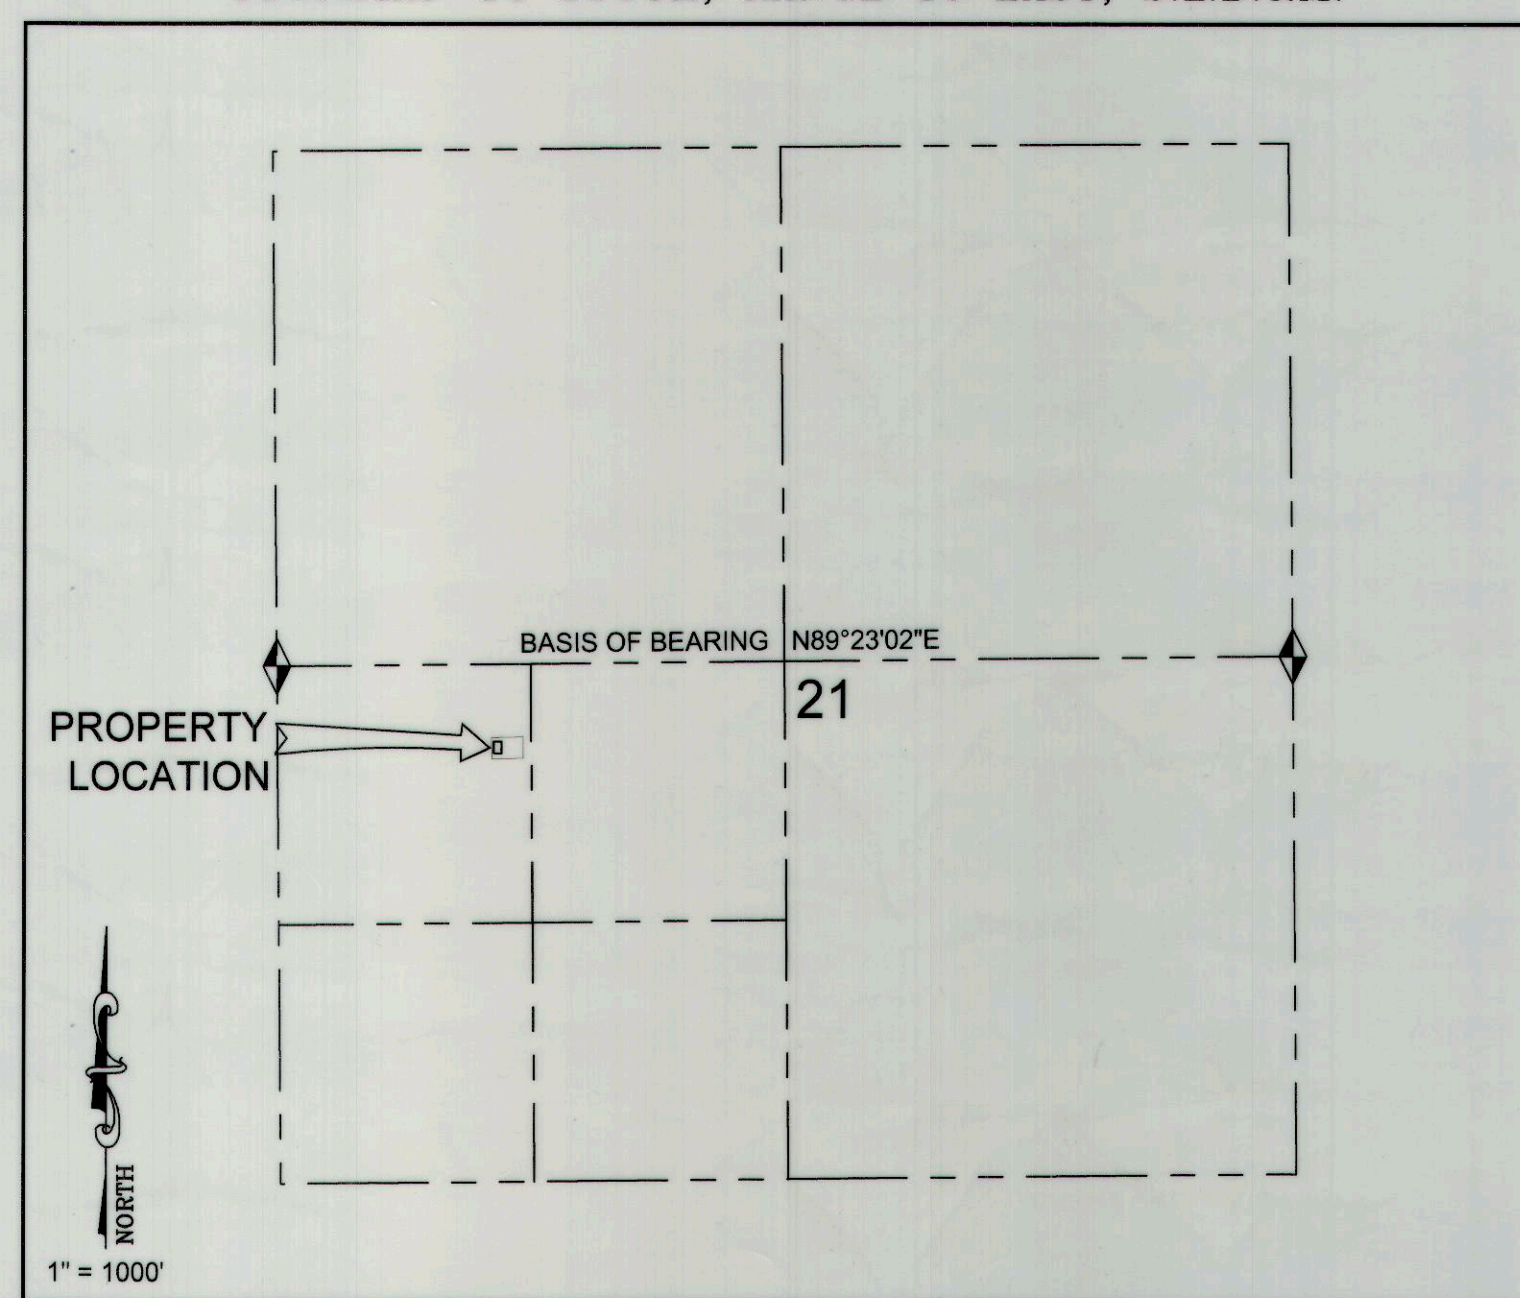 BASIS OF BEARING N89°23'02"E
21
PROPERTY
LOCATION
NORTH
1" = 1000'